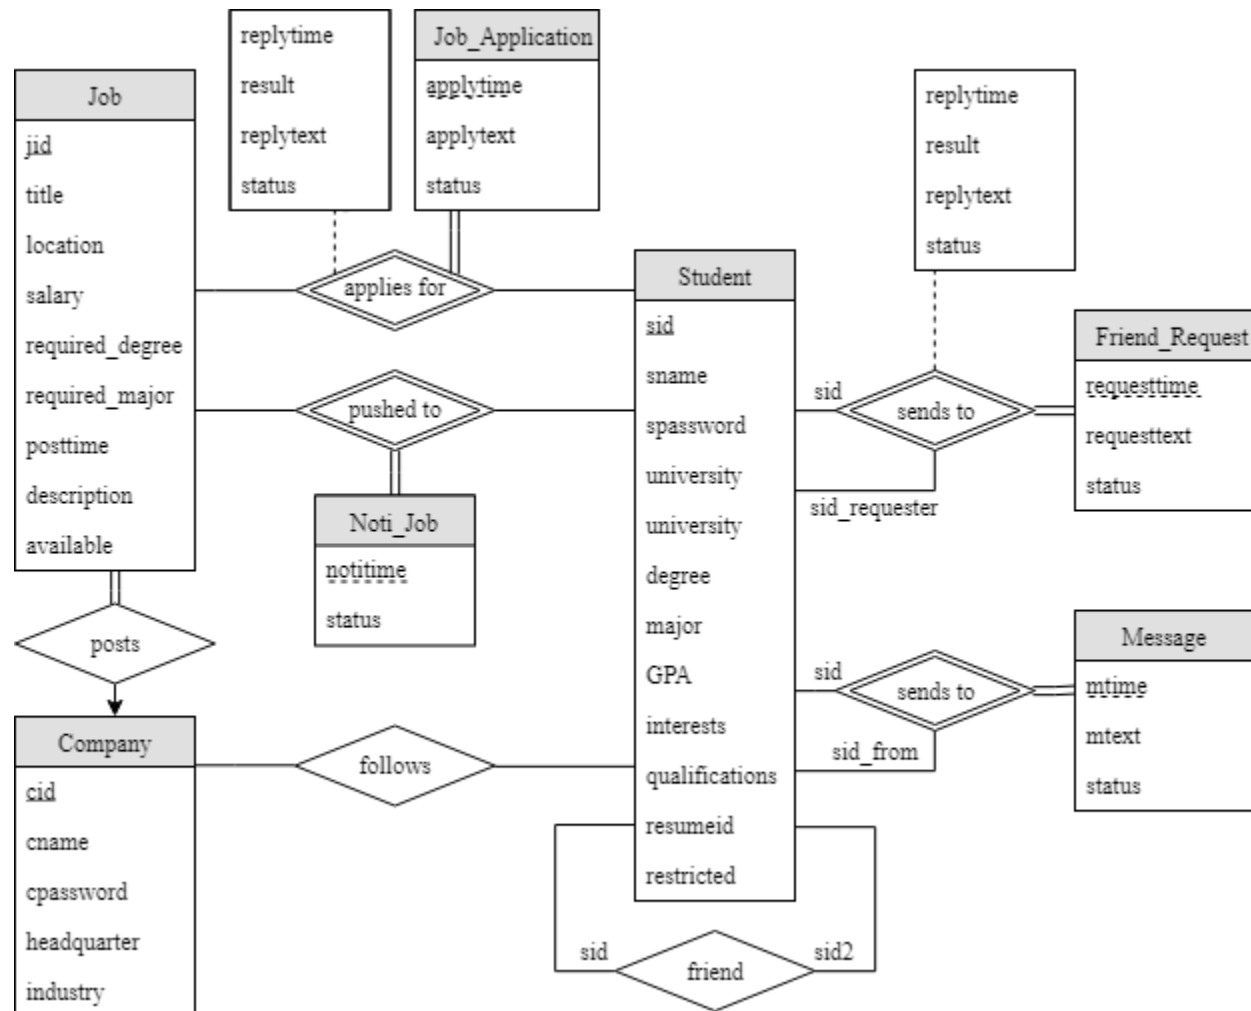 replytime
result
replytext
status
Job_Application
applytime
applytext
status
Job
jid
title
location
salary
required_degree
required_major
posttime
description
available
applies for
pushed to
Noti_Job
notitime
status
posts
Company
cid
cname
cpassword
headquarter
industry
follows
Student
sid
sname
spassword
university
university
degree
major
GPA
interests
qualifications
resumeid
restricted
sid
friend
sid2
replytime
result
replytext
status
sid
sends to
sid_requester
Friend_Request
requesttime
requesttext
status
sid
sends to
sid_from
Message
mtime
mtext
status